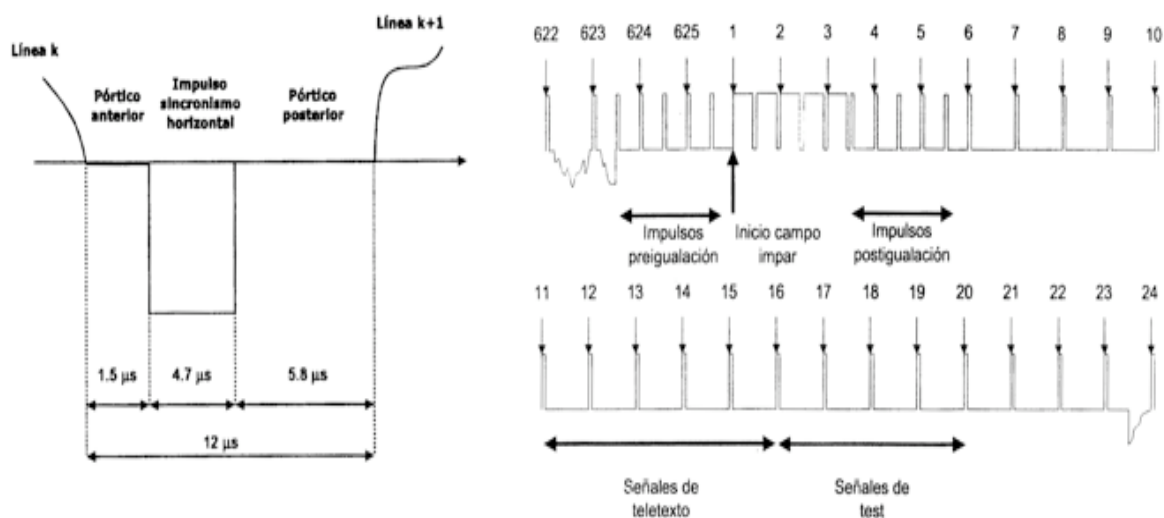 Línea k
Línea k+1
Pórtico
anterior
Impulso
sincronismo
horizontal
Pórtico
posterior
1.5 µs
4.7 µs
5.8 µs
12 µs
622 623 624 625 1 2 3 4 5 6 7 8 9 10
Impulsos
preigualación
Inicio campo
impar
Impulsos
postigualación
11 12 13 14 15 16 17 18 19 20 21 22 23 24
Señales de
teletexto
Señales de
test